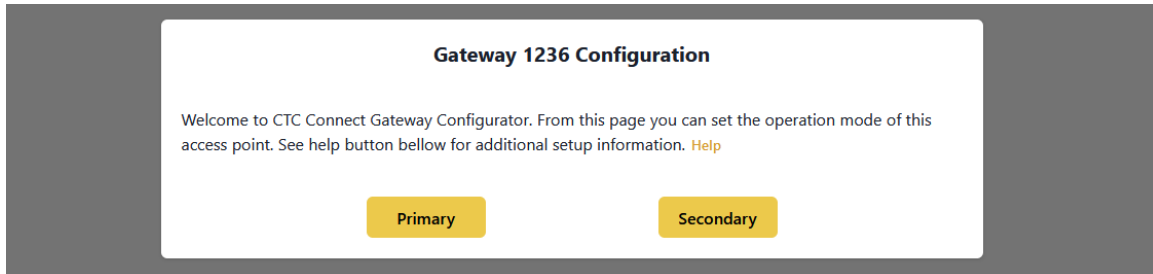 Gateway 1236 Configuration
Welcome to CTC Connect Gateway Configurator. From this page you can set the operation mode of this
access point. See help button bellow for additional setup information. Help
Primary
Secondary